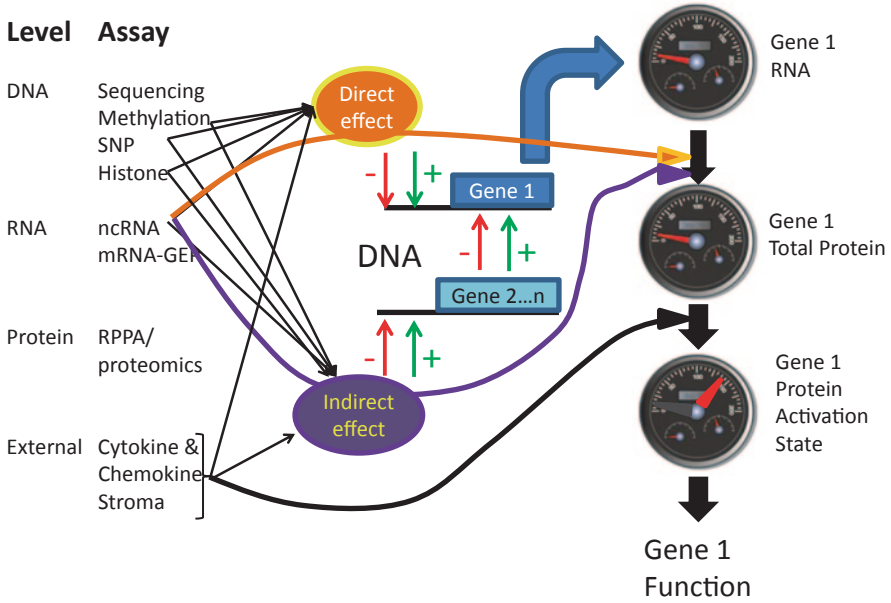 Level Assay
DNA Sequencing
Methylation
SNP
Histone
RNA ncRNA
mRNA-GEP
Protein RPPA/
proteomics
External Cytokine &
Chemokine
Stroma
Direct
effect
- +
Gene 1
DNA
- +
Gene 2...n
- +
Indirect
effect
Gene 1
RNA
Gene 1
Total Protein
Gene 1
Protein
Activation
State
Gene 1
Function